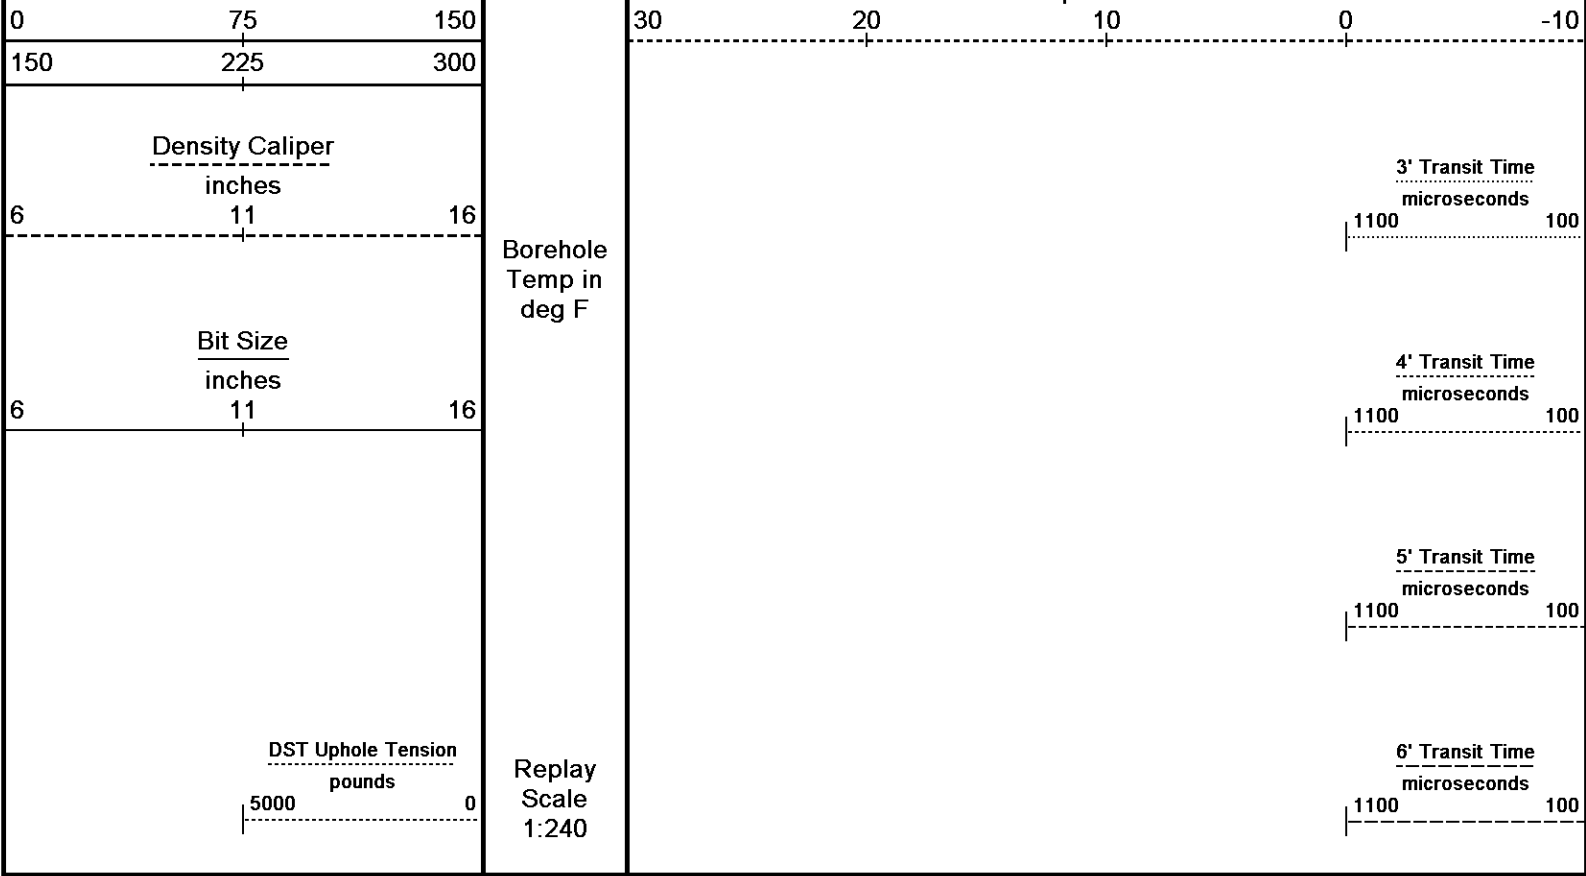 0 75 150
150 225 300
Density Caliper
inches
6 11 16
Bit Size
inches
6 11 16
DST Uphole Tension
pounds
5000 0
Borehole
Temp in
deg F
Replay
Scale
1:240
30 20 10 0 -10
3' Transit Time
microseconds
1100 100
4' Transit Time
microseconds
1100 100
5' Transit Time
microseconds
1100 100
6' Transit Time
microseconds
1100 100